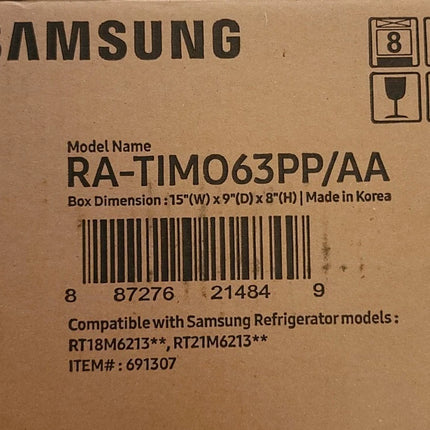 SAMSUNG
8
Model Name
RA-TIMO63PP/AA
Box Dimension : 15"(W) x 9"(D) x 8"(H) | Made in Korea
8 87276 21484 9
Compatible with Samsung Refrigerator models :
RT18M6213**, RT21M6213**
ITEM# : 691307